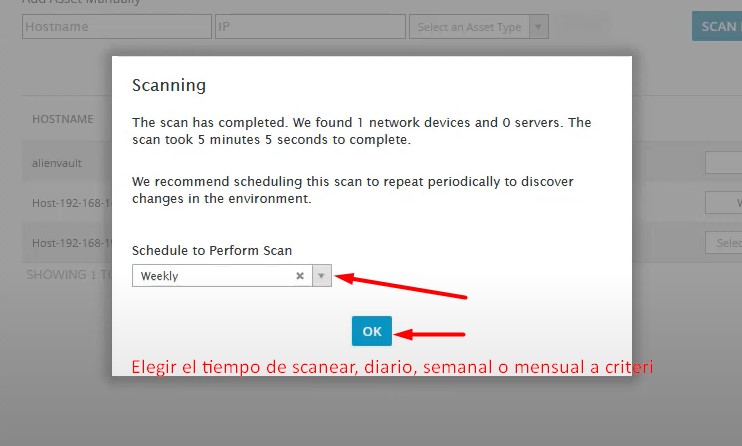 Add Asset Manually
Hostname IP Select an Asset Type SCAN
Scanning
The scan has completed. We found 1 network devices and 0 servers. The
scan took 5 minutes 5 seconds to complete.
We recommend scheduling this scan to repeat periodically to discover
changes in the environment.
HOSTNAME
alienvault
Host-192-168-1
Host-192-168-1
SHOWING 1
Schedule to Perform Scan
Weekly
OK
Elegir el tiempo de scanear, diario, semanal o mensual a criteri